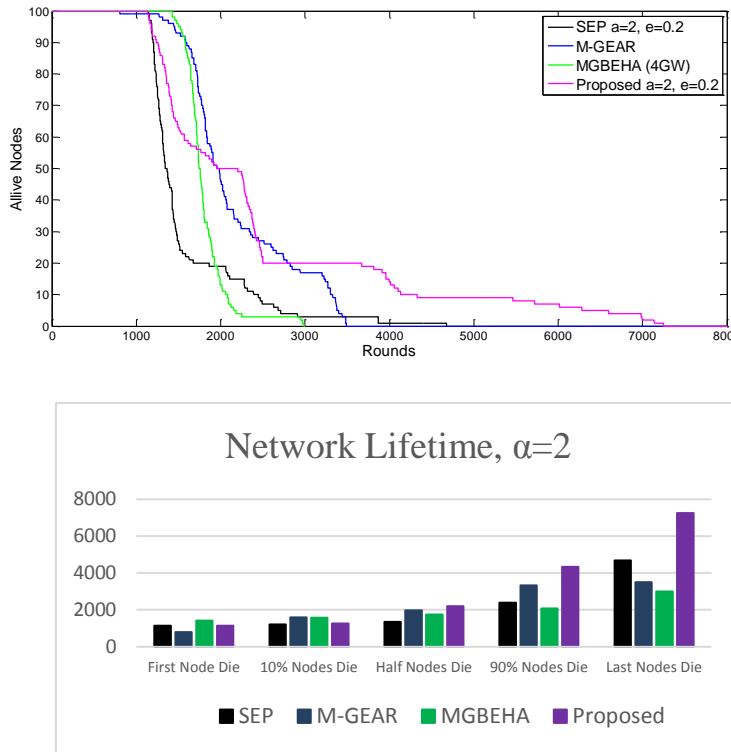 100
90
80
70
60
50
40
30
20
10
0
Allive Nodes
0 1000 2000 3000 4000 5000 6000 7000 800
Rounds
SEP a=2, e=0.2
M-GEAR
MGBEHA (4GW)
Proposed a=2, e=0.2
Network Lifetime, α=2
8000
6000
4000
2000
0
First Node Die 10% Nodes Die Half Nodes Die 90% Nodes Die Last Nodes Die
SEP M-GEAR MGBEHA Proposed